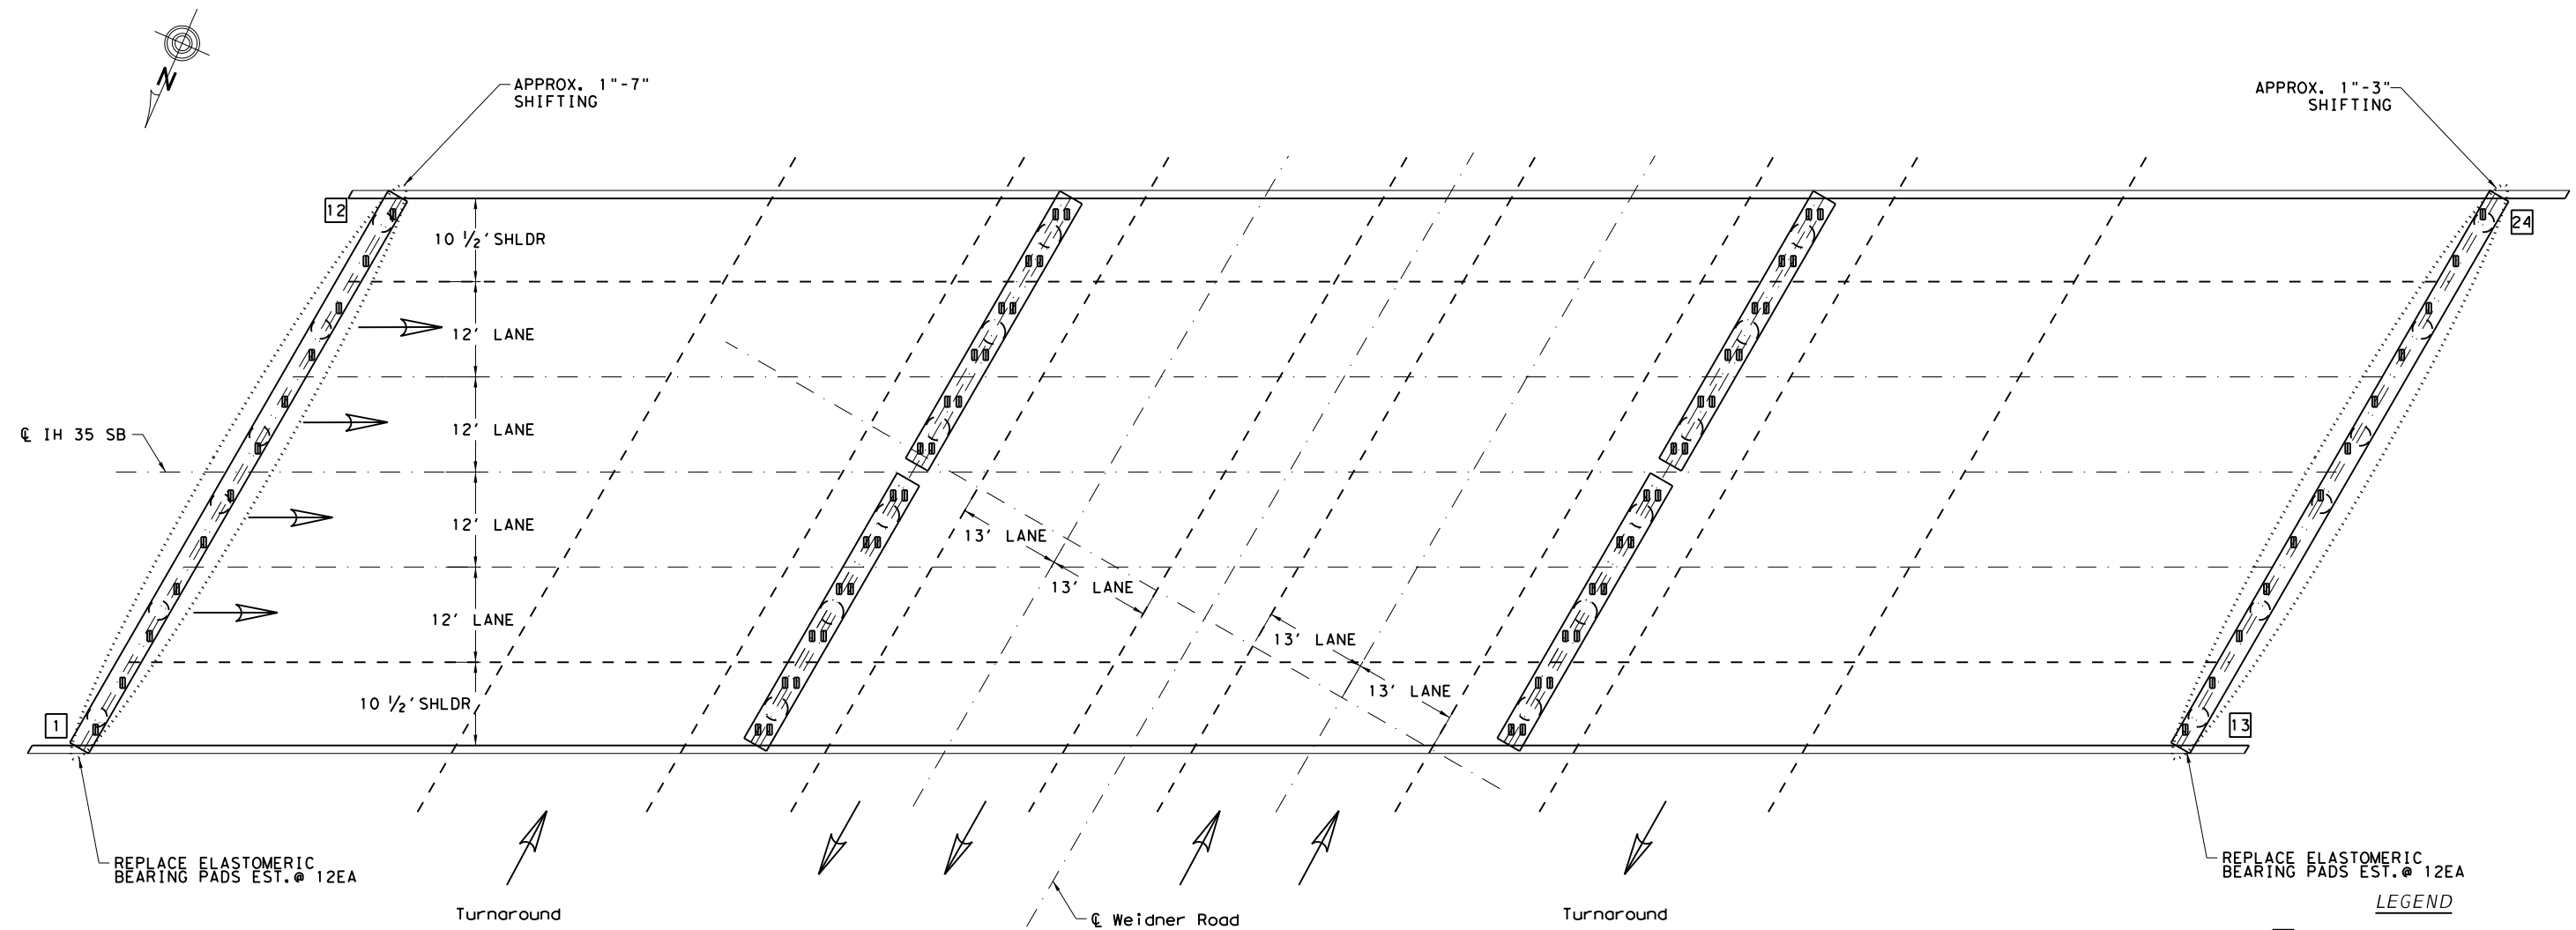 N
APPROX. 1"-7"
SHIFTING
APPROX. 1"-3"
SHIFTING
12
24
10 ½' SHLDR
12' LANE
12' LANE
℄ IH 35 SB
12' LANE
13' LANE
13' LANE
12' LANE
13' LANE
13' LANE
10 ½' SHLDR
1
13
REPLACE ELASTOMERIC
BEARING PADS EST.@ 12EA
REPLACE ELASTOMERIC
BEARING PADS EST.@ 12EA
LEGEND
Turnaround
℄ Weidner Road
Turnaround